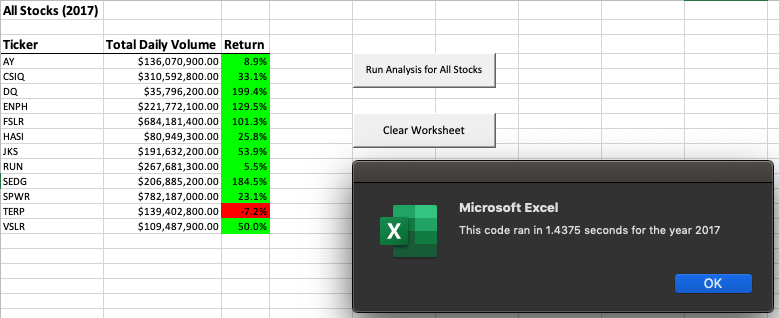 All Stocks (2017)
Ticker Total Daily Volume Return
AY $136,070,900.00 8.9%
CSIQ $310,592,800.00 33.1%
DQ $35,796,200.00 199.4%
ENPH $221,772,100.00 129.5%
FSLR $684,181,400.00 101.3%
HASI $80,949,300.00 25.8%
JKS $191,632,200.00 53.9%
RUN $267,681,300.00 5.5%
SEDG $206,885,200.00 184.5%
SPWR $782,187,000.00 23.1%
TERP $139,402,800.00 -7.2%
VSLR $109,487,900.00 50.0%
Run Analysis for All Stocks
Clear Worksheet
X
Microsoft Excel
This code ran in 1.4375 seconds for the year 2017
OK